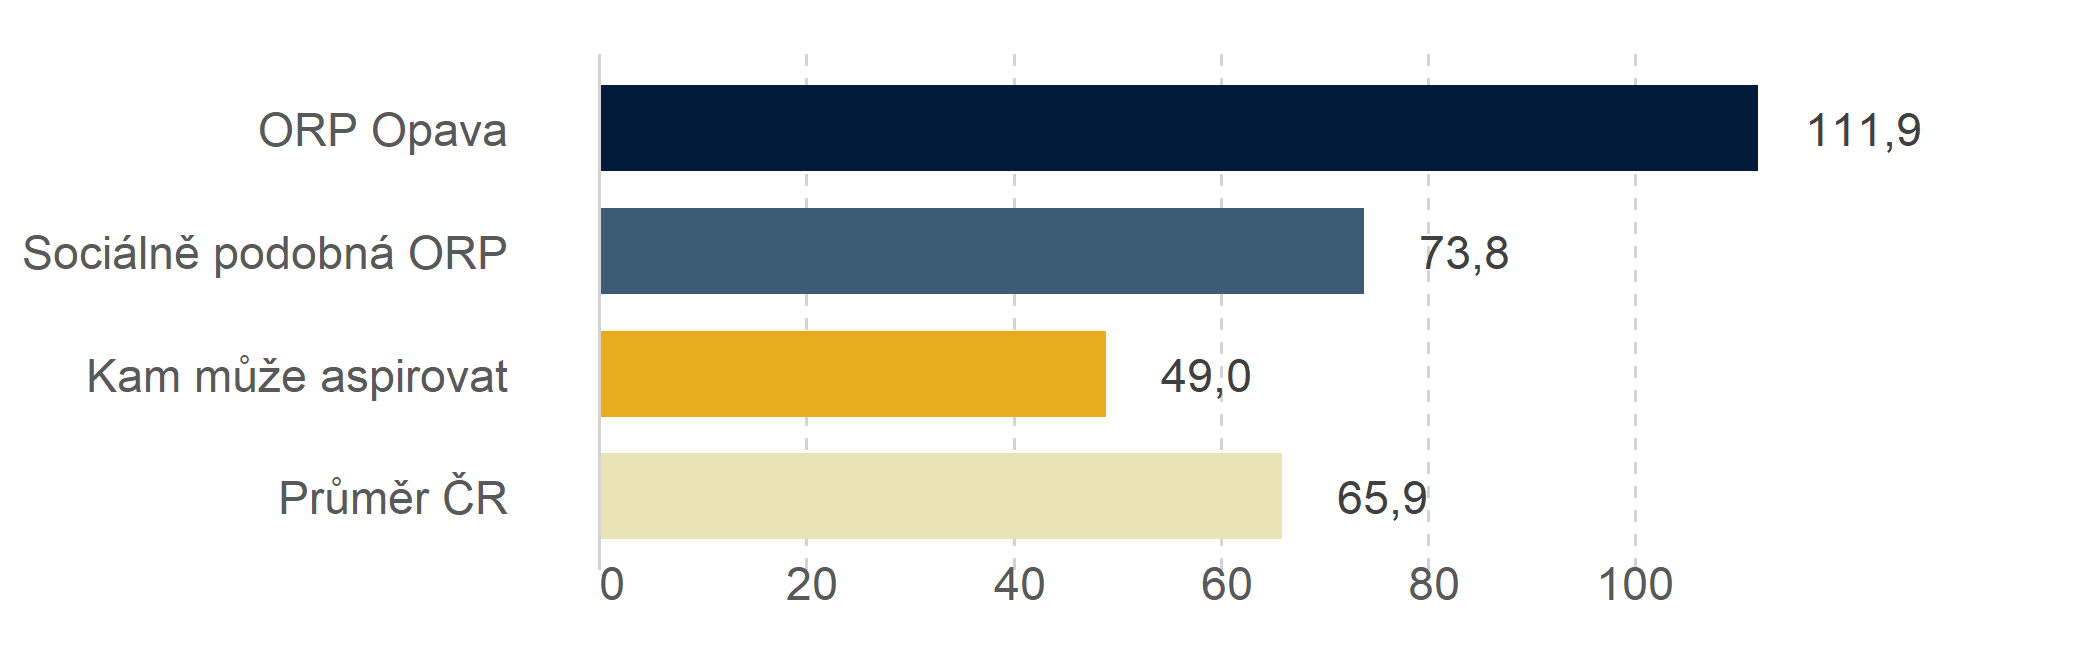 ORP Opava 111,9
Sociálně podobná ORP 73,8
Kam může aspirovat 49,0
Průměr ČR 65,9
0 20 40 60 80 100